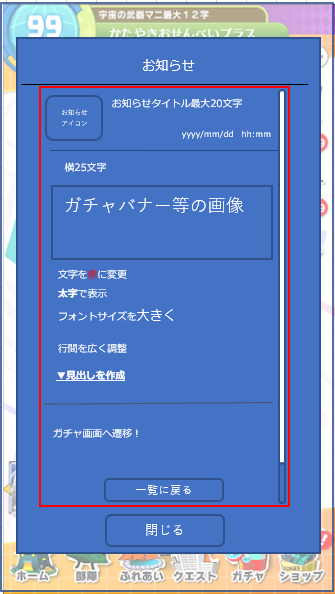 宇宙の武器マニ最大１２字
99
かたやきおせんべいプラス
お知らせ
お知らせ
アイコン
お知らせタイトル最大20文字
yyyy/mm/dd hh:mm
横25文字
ガチャバナー等の画像
文字を赤に変更
太字で表示
フォントサイズを大きく
行間を広く調整
▼見出しを作成
ガチャ画面へ遷移！
一覧に戻る
閉じる
ホーム
部隊
ふれあい
クエスト
ガチャ
ショップ